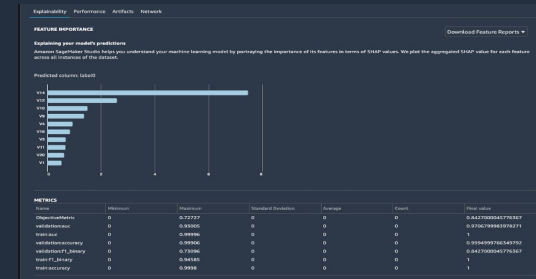 Explainability Performance Artifacts Network
FEATURE IMPORTANCE
Download Feature Reports ▾
Explaining your model's predictions
Amazon SageMaker Studio helps you understand your machine learning model by portraying the importance of its features in terms of SHAP values. We plot the aggregated SHAP value for each feature
across all instances of the dataset.
Predicted column: label0
V14
V12
V10
V4
V11
V20
V1
0 2 4 6 8
METRICS
Name Minimum Maximum Standard Deviation Average Count Final value
ObjectiveMetric 0 0.72727 0 0 0 0.8427000045776367
validation:auc 0 0.93005 0 0 0 0.9706799983978271
train:auc 0 0.99996 0 0 0 1
validation:accuracy 0 0.99906 0 0 0 0.9994999766349792
validation:f1_binary 0 0.73096 0 0 0 0.8427000045776367
train:f1_binary 0 0.94585 0 0 0 1
train:accuracy 0 0.9998 0 0 0 1